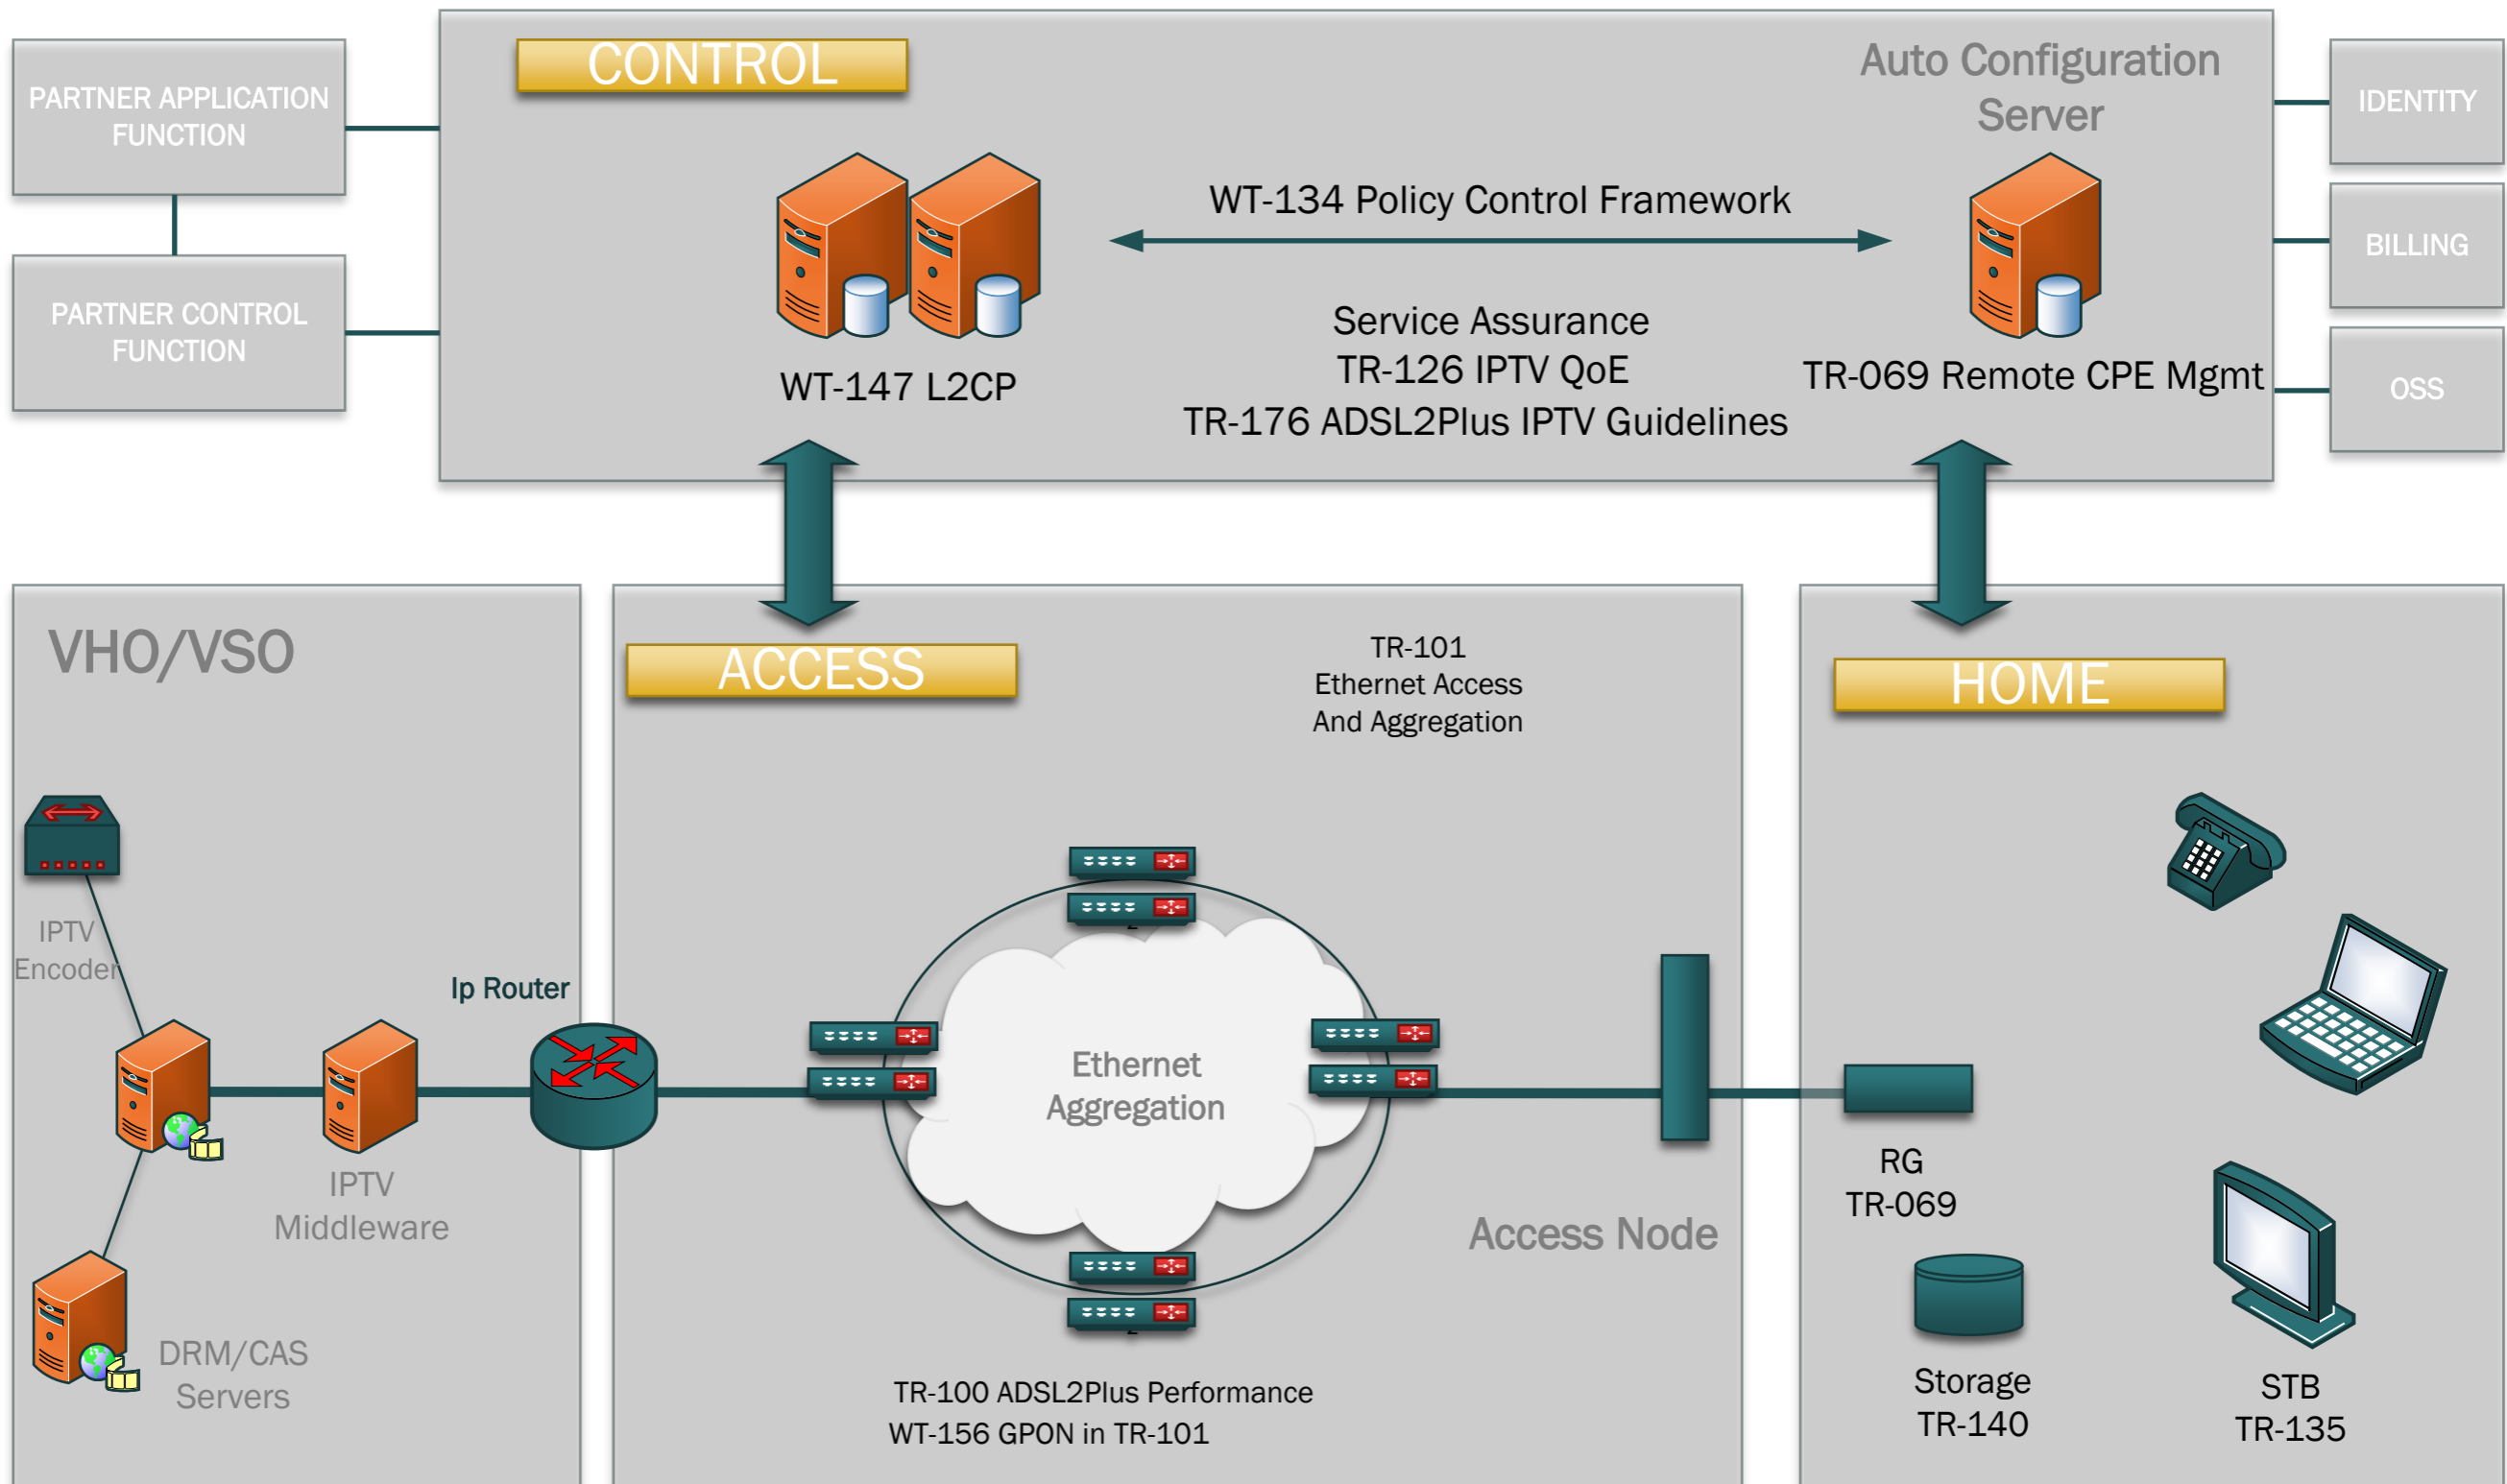 PARTNER APPLICATION
FUNCTION
PARTNER CONTROL
FUNCTION
CONTROL
Auto Configuration
Server
WT-134 Policy Control Framework
Service Assurance
TR-126 IPTV QoE
TR-176 ADSL2Plus IPTV Guidelines
WT-147 L2CP
TR-069 Remote CPE Mgmt
IDENTITY
BILLING
OSS
VHO/VSO
IPTV
Encoder
Ip Router
IPTV
Middleware
DRM/CAS
Servers
ACCESS
TR-101
Ethernet Access
And Aggregation
2
Ethernet
Aggregation
2
Access Node
TR-100 ADSL2Plus Performance
WT-156 GPON in TR-101
HOME
RG
TR-069
Storage
TR-140
STB
TR-135